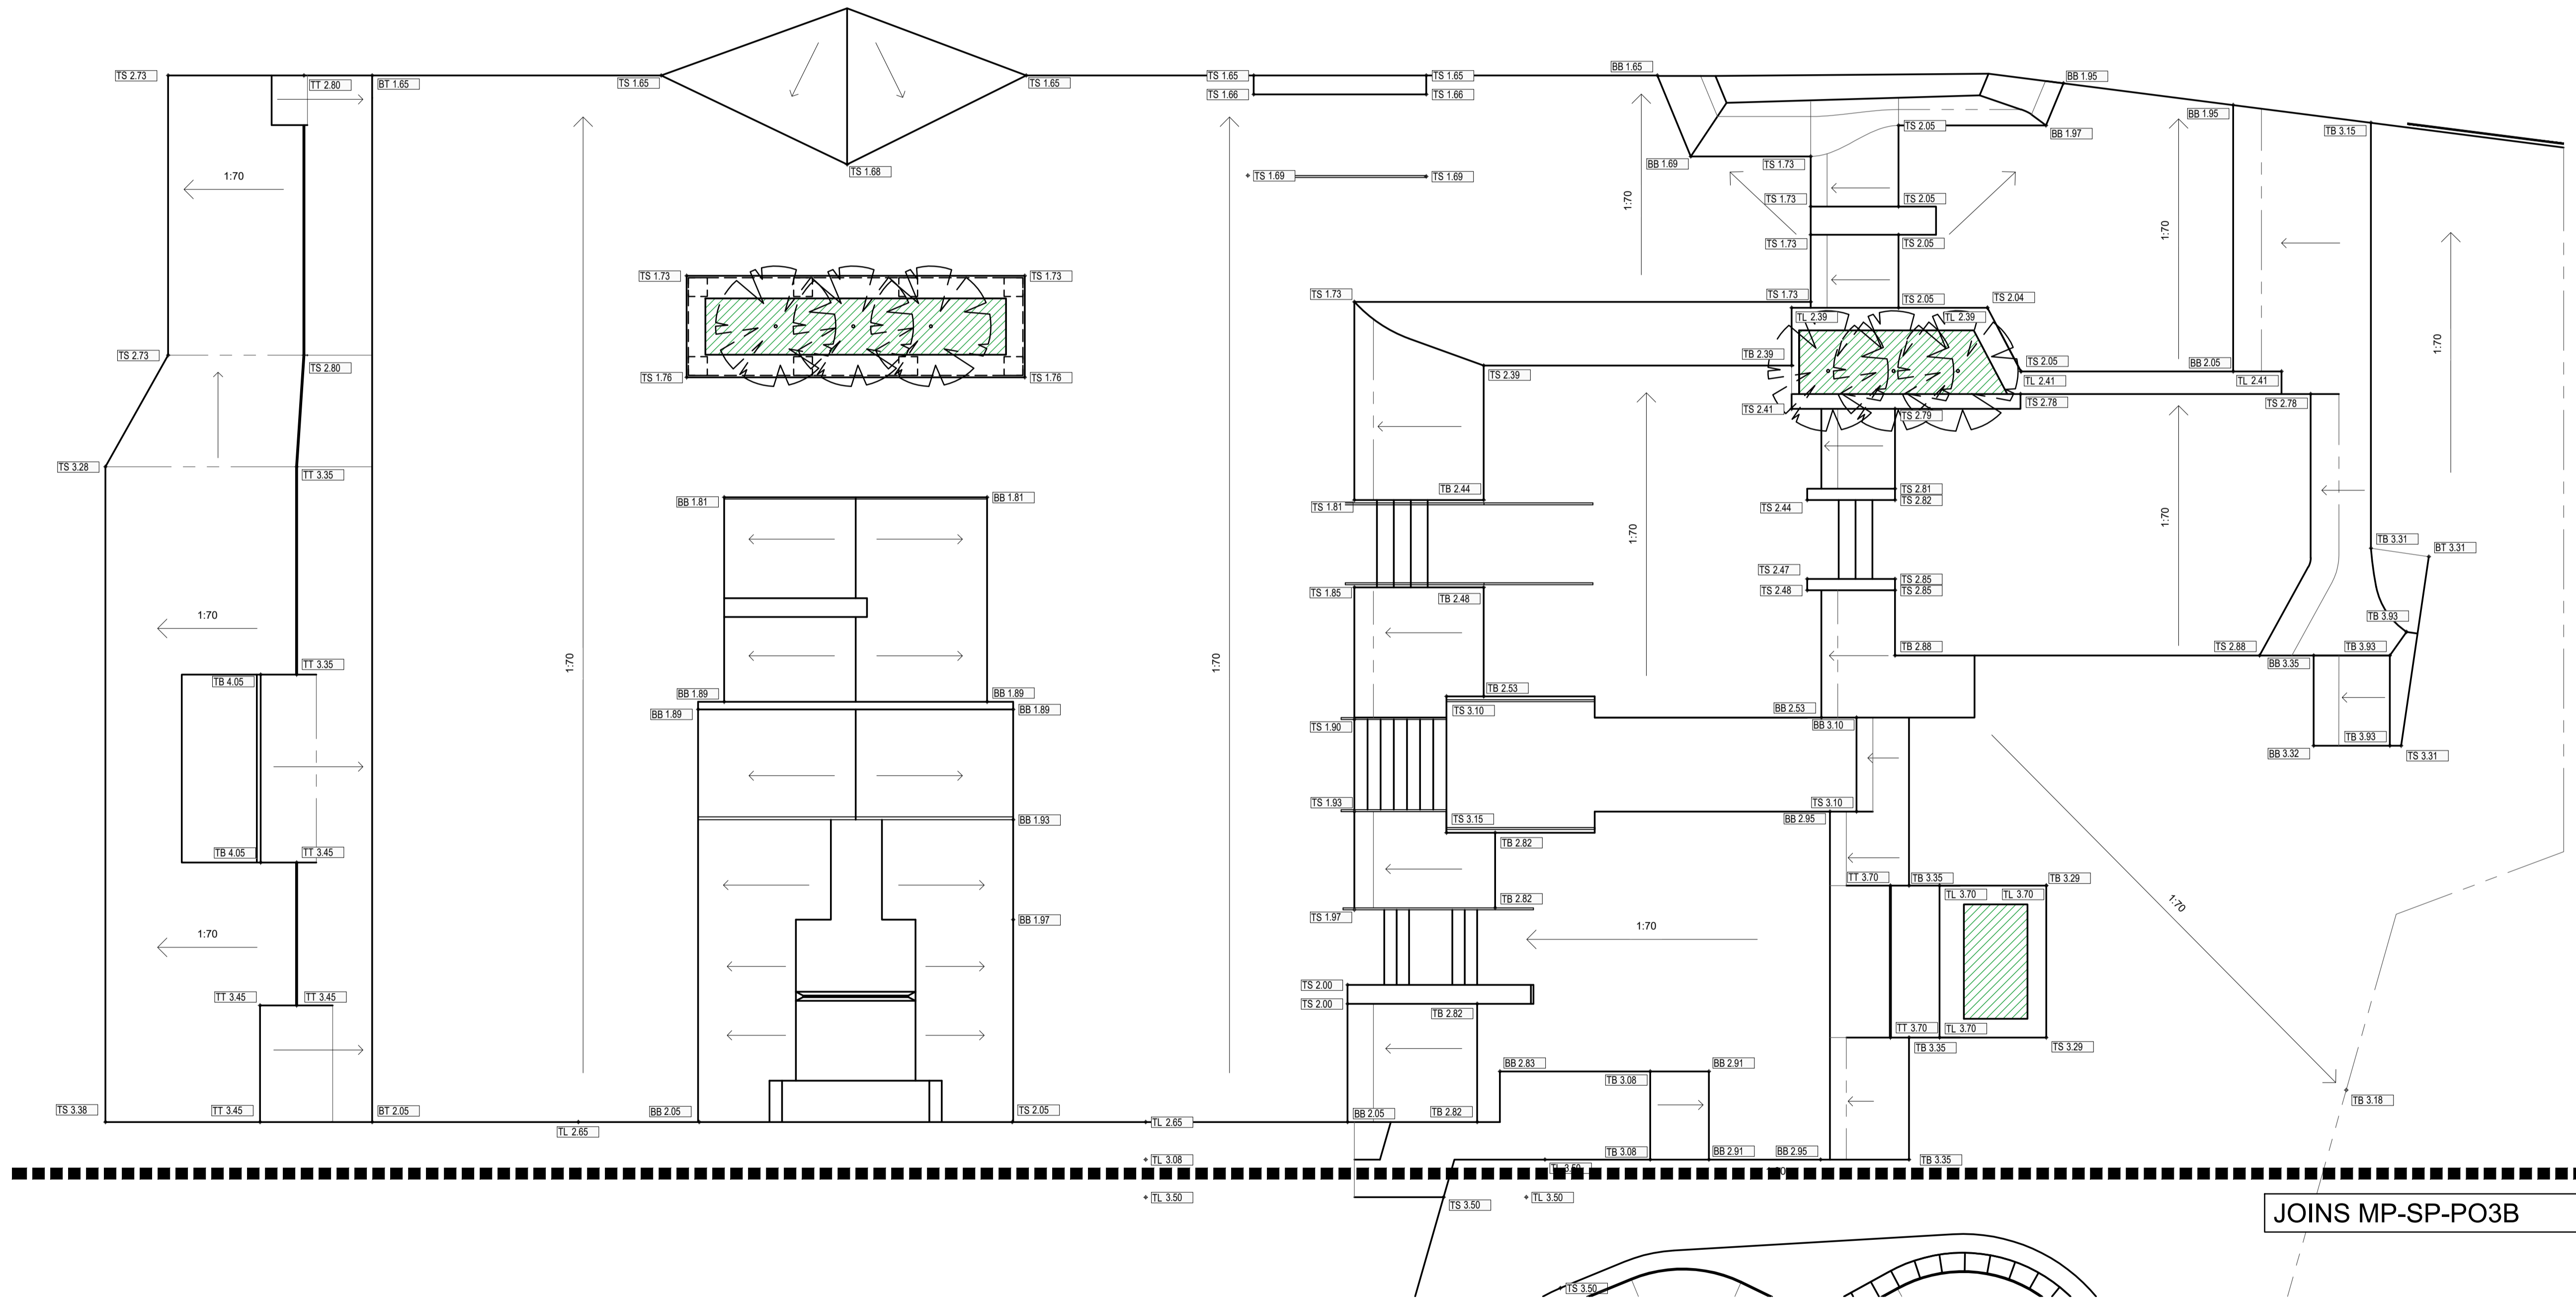 TS 2.73
TT 2.80
BT 1.65
TS 1.65
TS 1.65
TS 1.65
TS 1.65
BB 1.65
BB 1.95
TS 1.66
TS 1.66
BB 1.95
TS 2.05
TB 3.15
BB 1.97
BB 1.69
TS 1.73
TS 1.68
1:70
TS 1.69
TS 1.69
1:70
TS 1.73
TS 2.05
1:70
TS 1.73
TS 2.05
TS 1.73
TS 1.73
TS 1.73
TS 1.73
TS 2.05
TS 2.04
TL 2.39
TL 2.39
1:70
TS 2.73
TS 2.80
TB 2.39
TS 2.05
BB 2.05
TS 1.76
TS 1.76
TS 2.39
TL 2.41
TL 2.41
TS 2.41
TS 2.79
TS 2.78
TS 2.78
TS 3.28
TT 3.35
BB 1.81
BB 1.81
TS 1.81
TB 2.44
TS 2.44
TS 2.81
TS 2.82
1:70
1:70
TB 3.31
BT 3.31
TS 2.47
TS 2.85
TS 1.85
TB 2.48
TS 2.48
TS 2.85
1:70
TB 3.93
TT 3.35
1:70
1:70
TB 2.88
TS 2.88
TB 3.93
BB 3.35
TB 4.05
BB 1.89
BB 1.89
TB 2.53
BB 1.89
BB 1.89
TS 3.10
BB 2.53
TS 1.90
BB 3.10
BB 3.32
TB 3.93
TS 3.31
TS 1.93
TS 3.10
BB 1.93
TS 3.15
BB 2.95
TB 4.05
TT 3.45
TB 2.82
TT 3.70
TB 3.35
TB 3.29
TL 3.70
TL 3.70
TB 2.82
1:70
BB 1.97
TS 1.97
1:70
1:70
TT 3.45
TT 3.45
TS 2.00
TS 2.00
TB 2.82
TT 3.70
TL 3.70
TB 3.35
TS 3.29
BB 2.83
TB 3.08
BB 2.91
TB 3.18
TS 3.38
TT 3.45
BT 2.05
BB 2.05
TS 2.05
BB 2.05
TB 2.82
TL 2.65
TL 2.65
TL 3.08
TB 3.08
BB 2.91
BB 2.95
TB 3.35
TL 3.50
TL 3.50
TS 3.50
TL 3.50
JOINS MP-SP-PO3B
TS 3.50